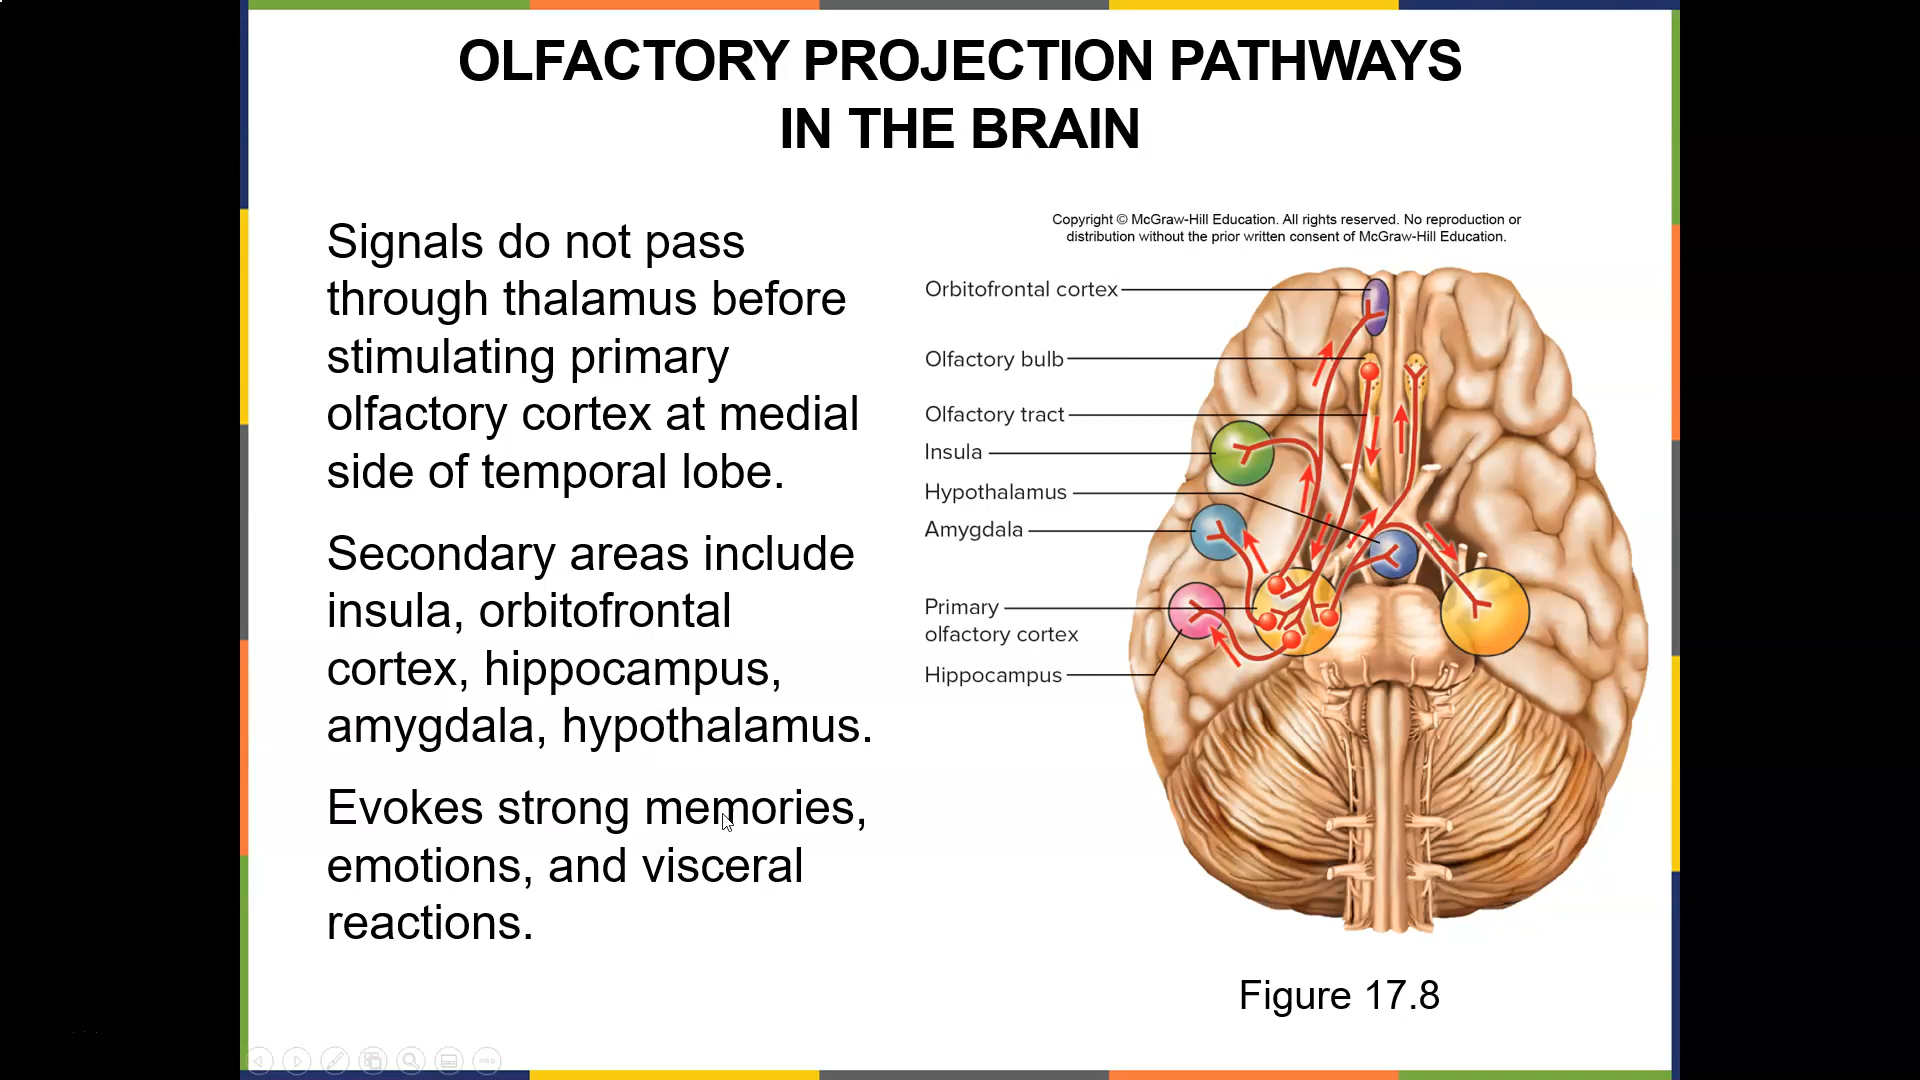 OLFACTORY PROJECTION PATHWAYS
IN THE BRAIN
Signals do not pass
through thalamus before
stimulating primary
olfactory cortex at medial
side of temporal lobe.
Secondary areas include
insula, orbitofrontal
cortex, hippocampus,
amygdala, hypothalamus.
Evokes strong memories,
emotions, and visceral
reactions.
Copyright © McGraw-Hill Education. All rights reserved. No reproduction or
distribution without the prior written consent of McGraw-Hill Education.
Orbitofrontal cortex
Olfactory bulb
Olfactory tract
Insula
Hypothalamus
Amygdala
Primary
olfactory cortex
Hippocampus
Figure 17.8